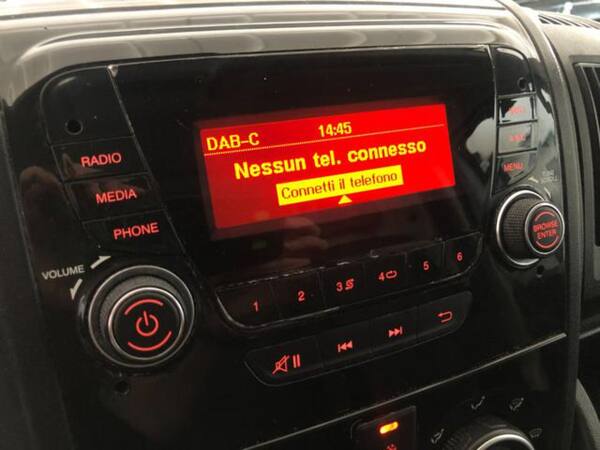 DAB-C 14:45
Nessun tel. connesso
Connetti il telefono
RADIO
MEDIA
PHONE
MENU
VOLUME
BROWSE
ENTER
1 2 3 4 5 6